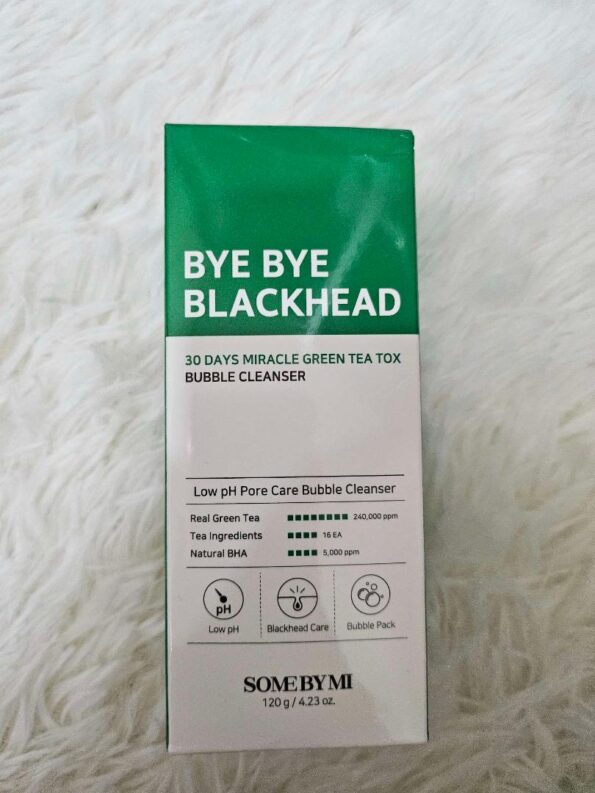 BYE BYE
BLACKHEAD
30 DAYS MIRACLE GREEN TEA TOX
BUBBLE CLEANSER
Low pH Pore Care Bubble Cleanser
Real Green Tea 240,000 ppm
Tea Ingredients 16 EA
Natural BHA 5,000 ppm
pH
Low pH Blackhead Care Bubble Pack
SOME BY MI
120 g / 4.23 oz.